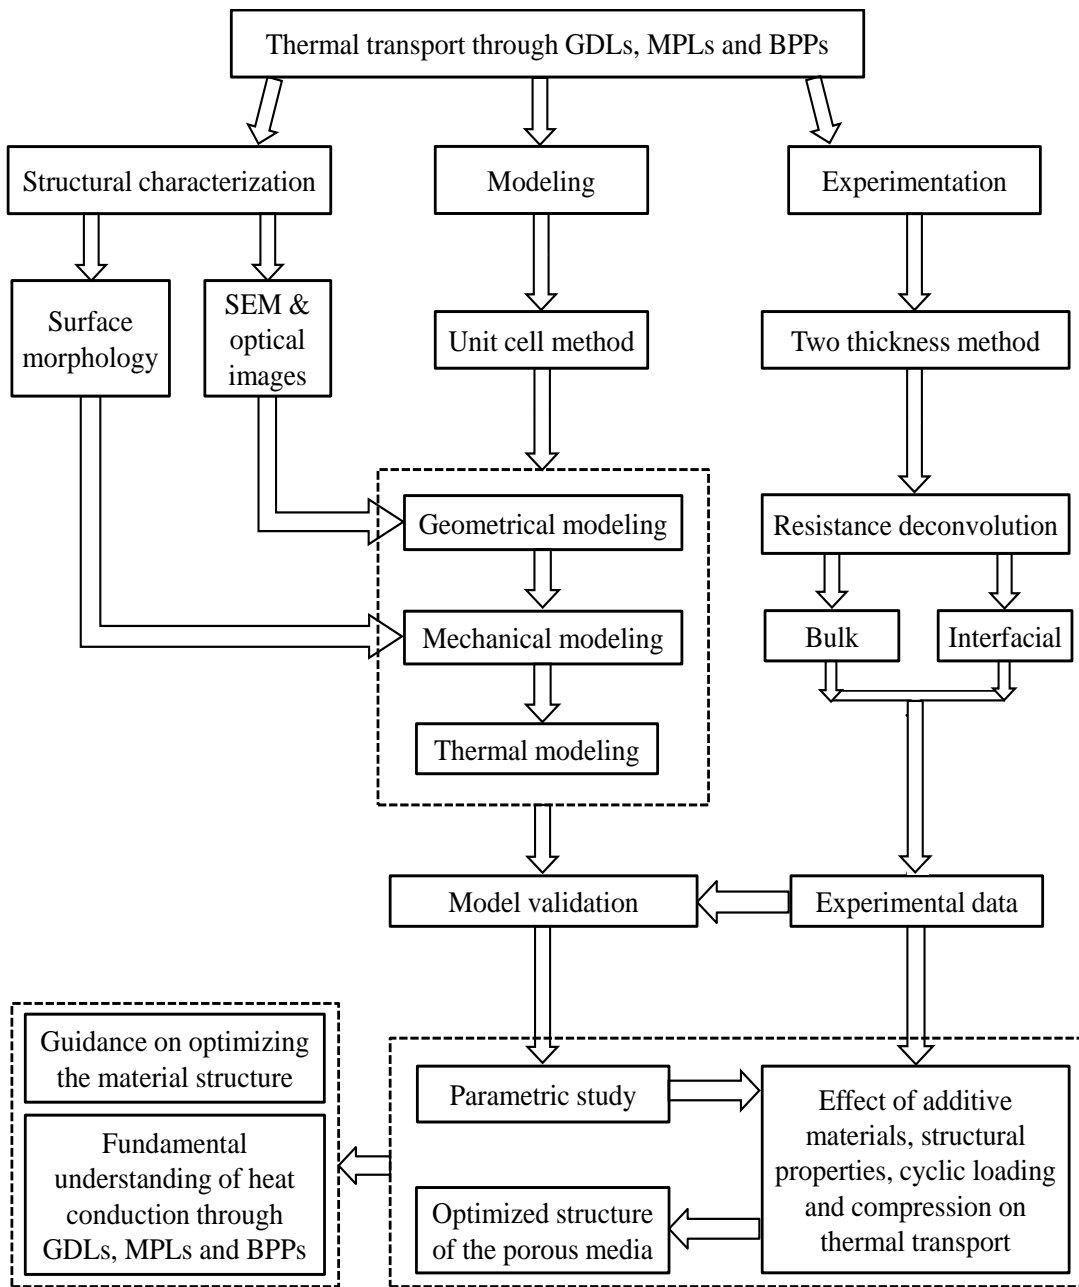 Thermal transport through GDLs, MPLs and BPPs
Structural characterization
Modeling
Experimentation
Surface
morphology
SEM &
optical
images
Unit cell method
Two thickness method
Geometrical modeling
Resistance deconvolution
Mechanical modeling
Bulk
Interfacial
Thermal modeling
Model validation
Experimental data
Guidance on optimizing
the material structure
Fundamental
understanding of heat
conduction through
GDLs, MPLs and BPPs
Parametric study
Optimized structure
of the porous media
Effect of additive
materials, structural
properties, cyclic loading
and compression on
thermal transport